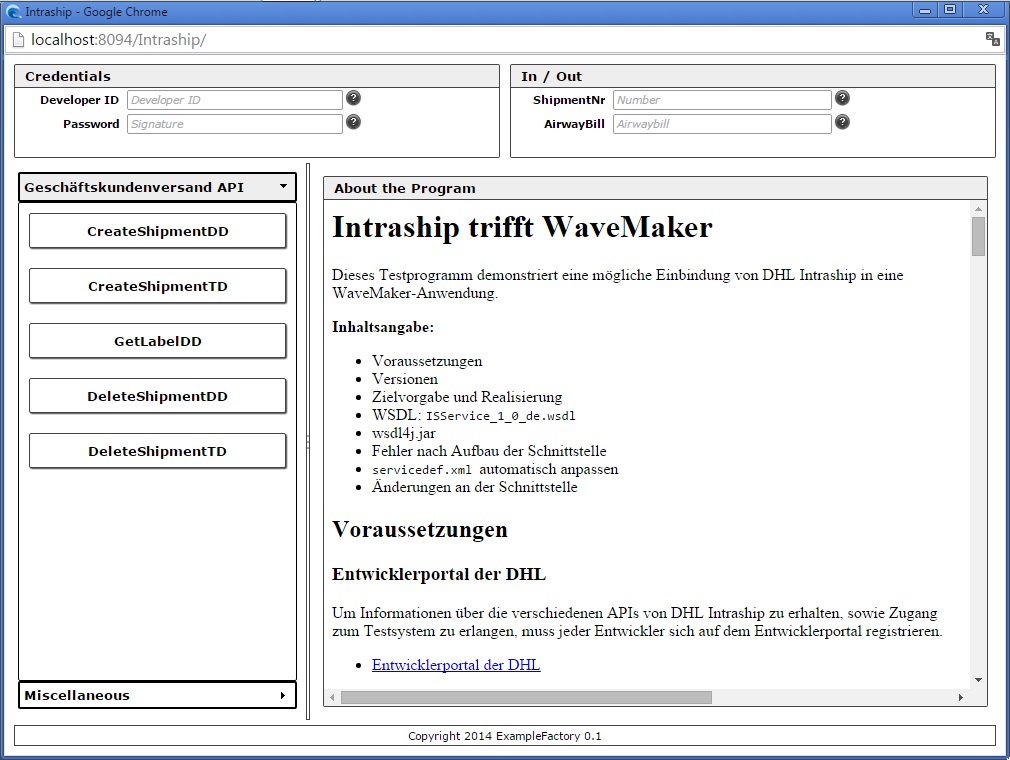 Intraship - Google Chrome
localhost:8094/Intraship/
Credentials
Developer ID Developer ID ?
Password Signature ?
In / Out
ShipmentNr Number ?
AirwayBill Airwaybill ?
Geschäftskundenversand API
CreateShipmentDD
CreateShipmentTD
GetLabelDD
DeleteShipmentDD
DeleteShipmentTD
Miscellaneous
About the Program
Intraship trifft WaveMaker
Dieses Testprogramm demonstriert eine mögliche Einbindung von DHL Intraship in eine
WaveMaker-Anwendung.
Inhaltsangabe:
• Voraussetzungen
• Versionen
• Zielvorgabe und Realisierung
• WSDL: ISService_1_0_de.wsdl
• wsdl4j.jar
• Fehler nach Aufbau der Schnittstelle
• servicedef.xml automatisch anpassen
• Änderungen an der Schnittstelle
Voraussetzungen
Entwicklerportal der DHL
Um Informationen über die verschiedenen APIs von DHL Intraship zu erhalten, sowie Zugang
zum Testsystem zu erlangen, muss jeder Entwickler sich auf dem Entwicklerportal registrieren.
• Entwicklerportal der DHL
Copyright 2014 ExampleFactory 0.1